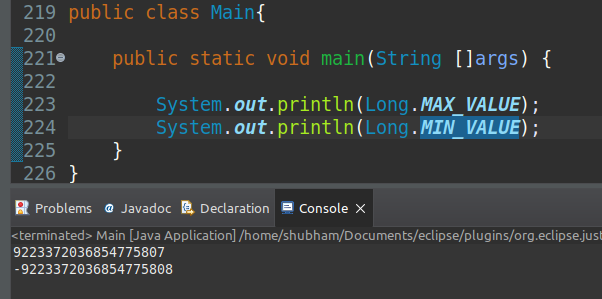 219 public class Main{
220
221 public static void main(String []args) {
222
223 System.out.println(Long.MAX_VALUE);
224 System.out.println(Long.MIN_VALUE);
225 }
226 }
Problems @ Javadoc Declaration Console
<terminated> Main [Java Application] /home/shubham/Documents/eclipse/plugins/org.eclipse.just
9223372036854775807
-9223372036854775808